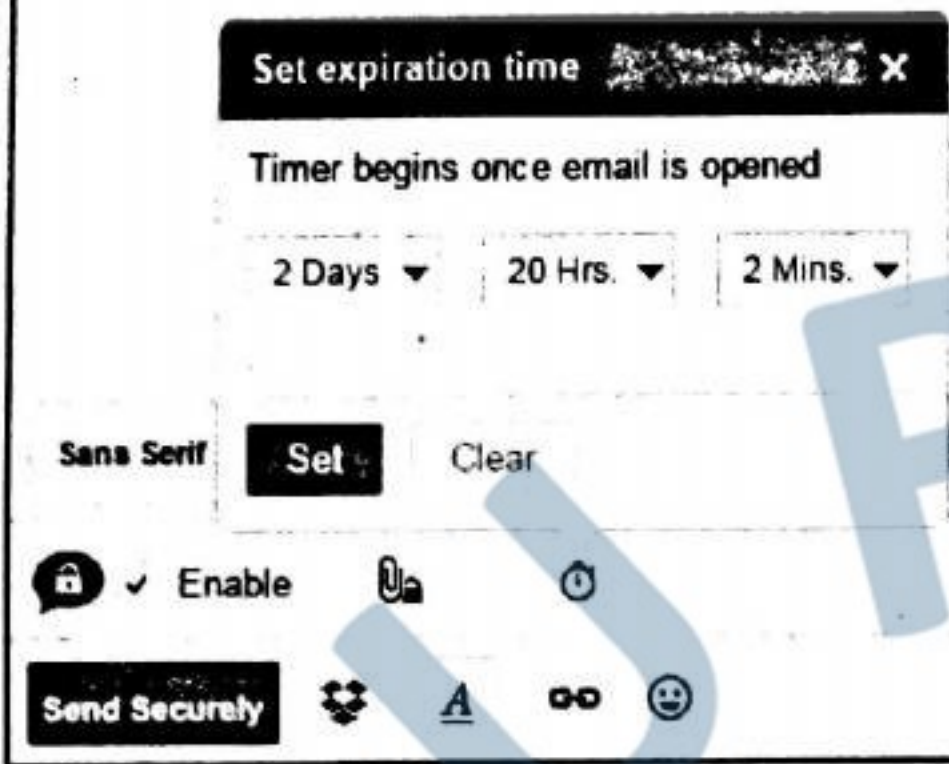 Set expiration time X
Timer begins once email is opened
2 Days 20 Hrs. 2 Mins.
Sans Serif
Set Clear
Enable
Send Securely A
U